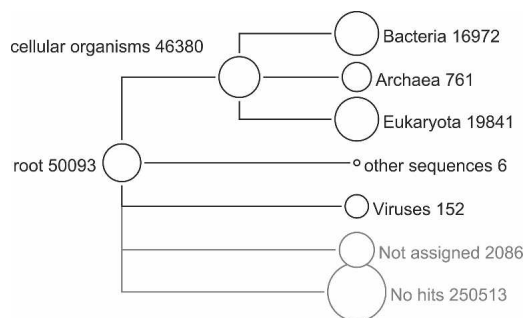 Bacteria 16972
cellular organisms 46380
Archaea 761
Eukaryota 19841
root 50093
other sequences 6
Viruses 152
Not assigned 2086
No hits 250513